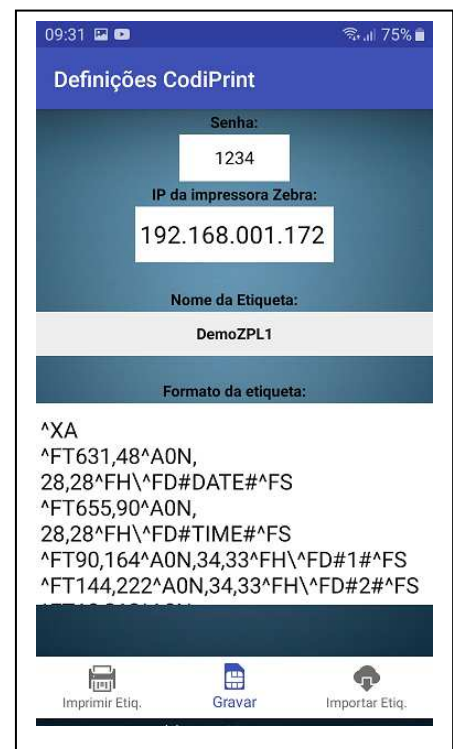 09:31 75%
Definições CodiPrint
Senha:
1234
IP da impressora Zebra:
192.168.001.172
Nome da Etiqueta:
DemoZPL1
Formato da etiqueta:
^XA
^FT631,48^A0N,
28,28^FH\^FD#DATE#^FS
^FT655,90^A0N,
28,28^FH\^FD#TIME#^FS
^FT90,164^A0N,34,33^FH\^FD#1#^FS
^FT144,222^A0N,34,33^FH\^FD#2#^FS
Imprimir Etiq. Gravar Importar Etiq.